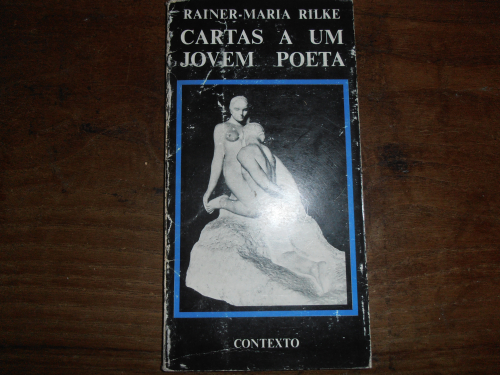 RAINER-MARIA RILKE
CARTAS A UM
JOVEM POETA
CONTEXTO